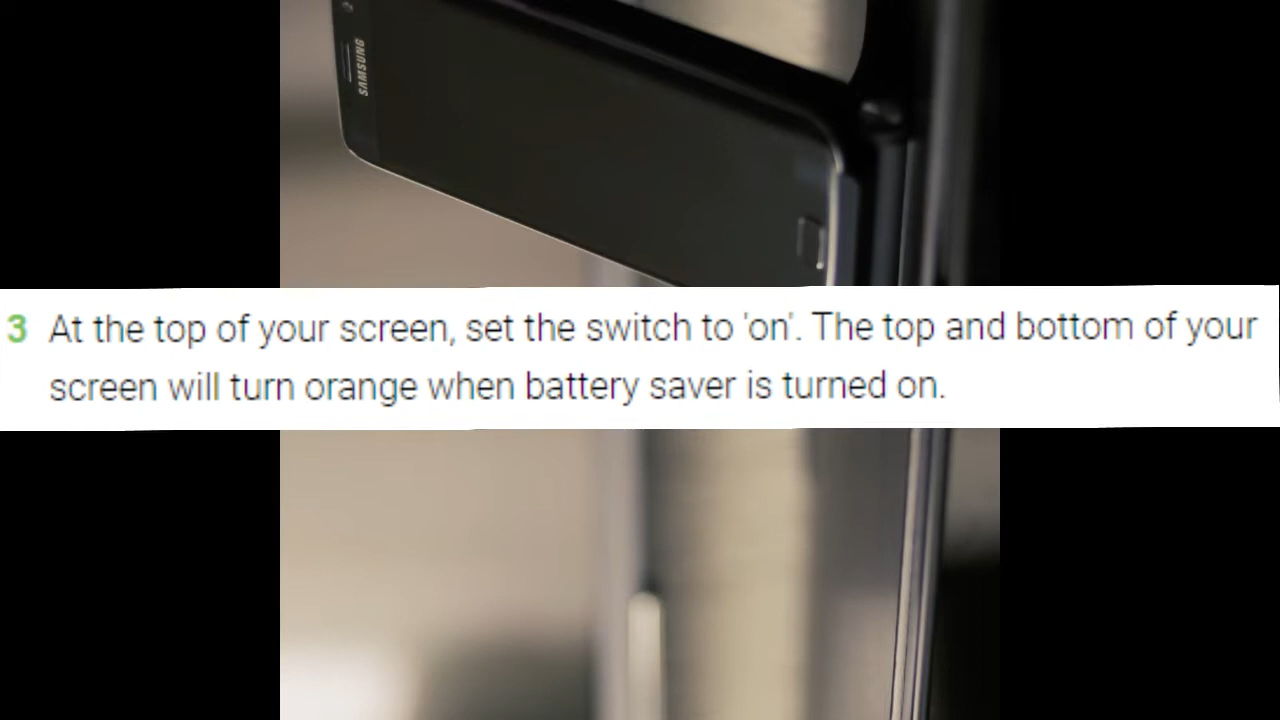 SAMSUNG
3 At the top of your screen, set the switch to 'on'. The top and bottom of your
screen will turn orange when battery saver is turned on.